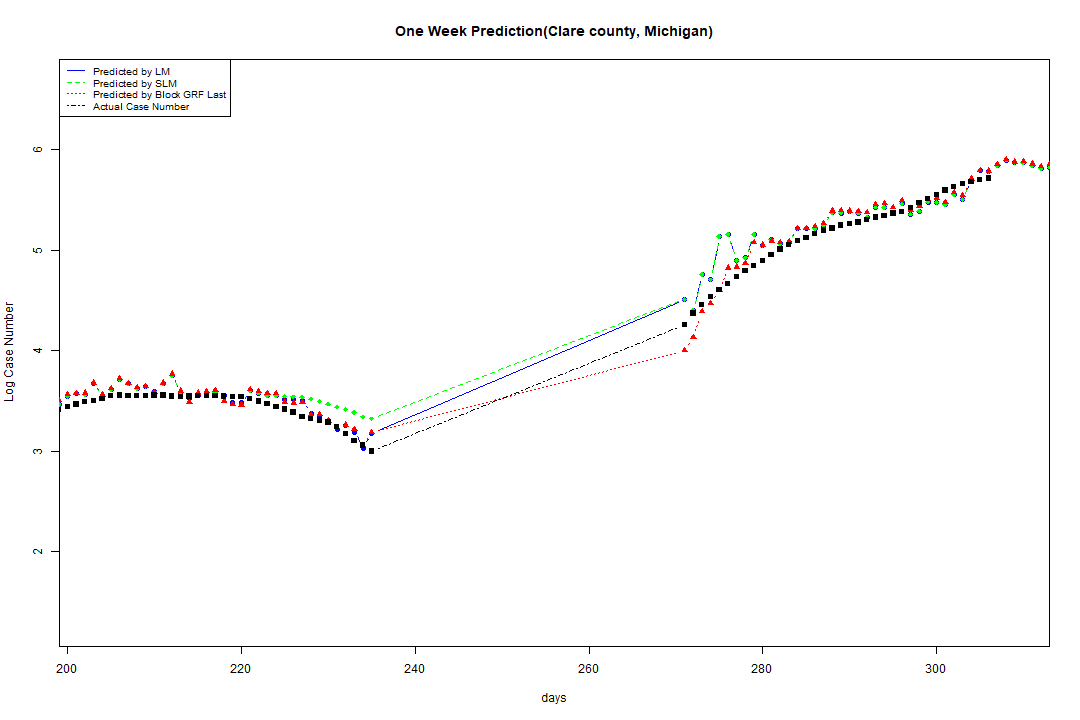 One Week Prediction(Clare county, Michigan)
Predicted by LM
Predicted by SLM
Predicted by Block GRF Last
Actual Case Number
6
5
4
3
2
Log Case Number
200 220 240 260 280 300
days